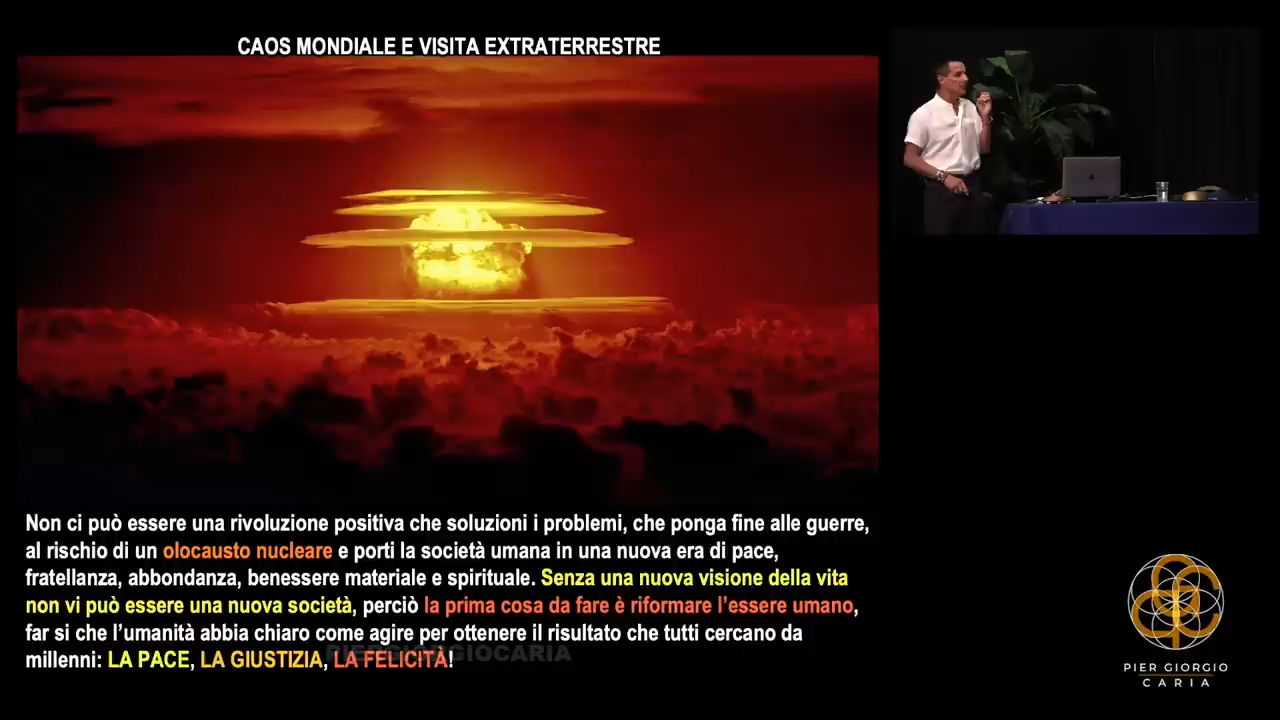 CAOS MONDIALE E VISITA EXTRATERRESTRE
Non ci può essere una rivoluzione positiva che soluzioni i problemi, che ponga fine alle guerre,
al rischio di un olocausto nucleare e porti la società umana in una nuova era di pace,
fratellanza, abbondanza, benessere materiale e spirituale. Senza una nuova visione della vita
non vi può essere una nuova società, perciò la prima cosa da fare è riformare l'essere umano,
far si che l'umanità abbia chiaro come agire per ottenere il risultato che tutti cercano da
millenni: LA PACE, LA GIUSTIZIA, LA FELICITÀ!
PIERGIORGIOCARIA
PIER GIORGIO
CARIA